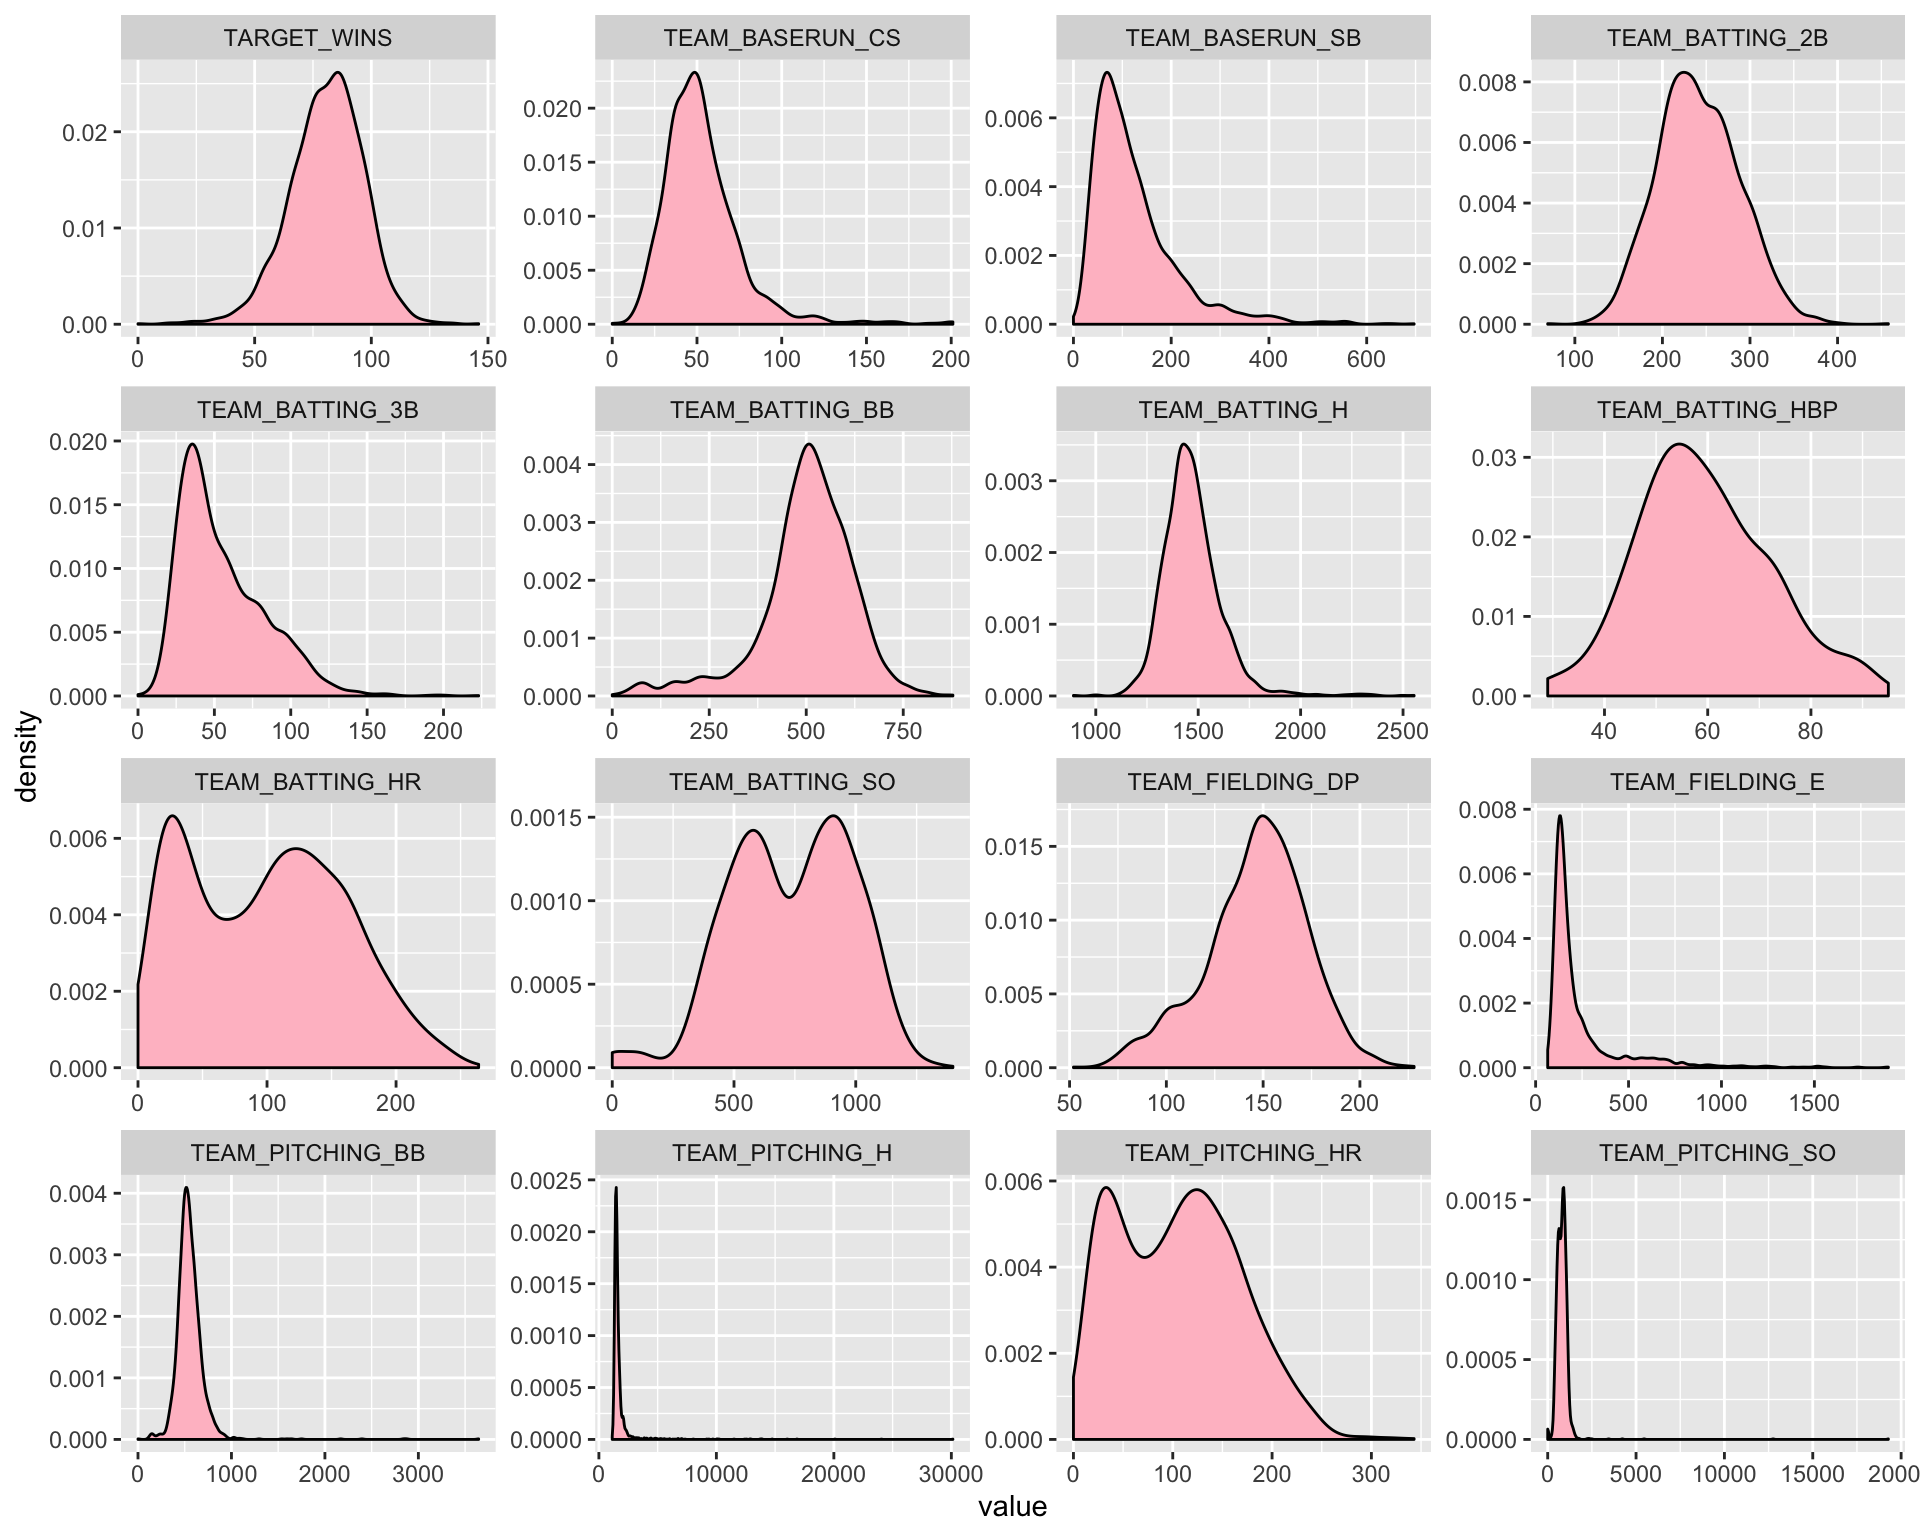 TARGET_WINS TEAM_BASERUN_CS TEAM_BASERUN_SB TEAM_BATTING_2B
0.02 0.01 0.00
0.020 0.015 0.010 0.005 0.000
0.006 0.004 0.002 0.000
0.008 0.006 0.004 0.002 0.000
0 50 100 150 0 50 100 150 200 0 200 400 600 100 200 300 400
TEAM_BATTING_3B TEAM_BATTING_BB TEAM_BATTING_H TEAM_BATTING_HBP
0.020 0.015 0.010 0.005 0.000
0.004 0.003 0.002 0.001 0.000
0.003 0.002 0.001 0.000
0.03 0.02 0.01 0.00
0 50 100 150 200 0 250 500 750 1000 1500 2000 2500 40 60 80
density
TEAM_BATTING_HR TEAM_BATTING_SO TEAM_FIELDING_DP TEAM_FIELDING_E
0.006 0.004 0.002 0.000
0.0015 0.0010 0.0005 0.0000
0.015 0.010 0.005 0.000
0.008 0.006 0.004 0.002 0.000
0 100 200 0 500 1000 50 100 150 200 0 500 1000 1500
TEAM_PITCHING_BB TEAM_PITCHING_H TEAM_PITCHING_HR TEAM_PITCHING_SO
0.004 0.003 0.002 0.001 0.000
0.0025 0.0020 0.0015 0.0010 0.0005 0.0000
0.006 0.004 0.002 0.000
0.0015 0.0010 0.0005 0.0000
0 1000 2000 3000 0 10000 20000 30000 0 100 200 300 0 5000 10000 15000 2000
value